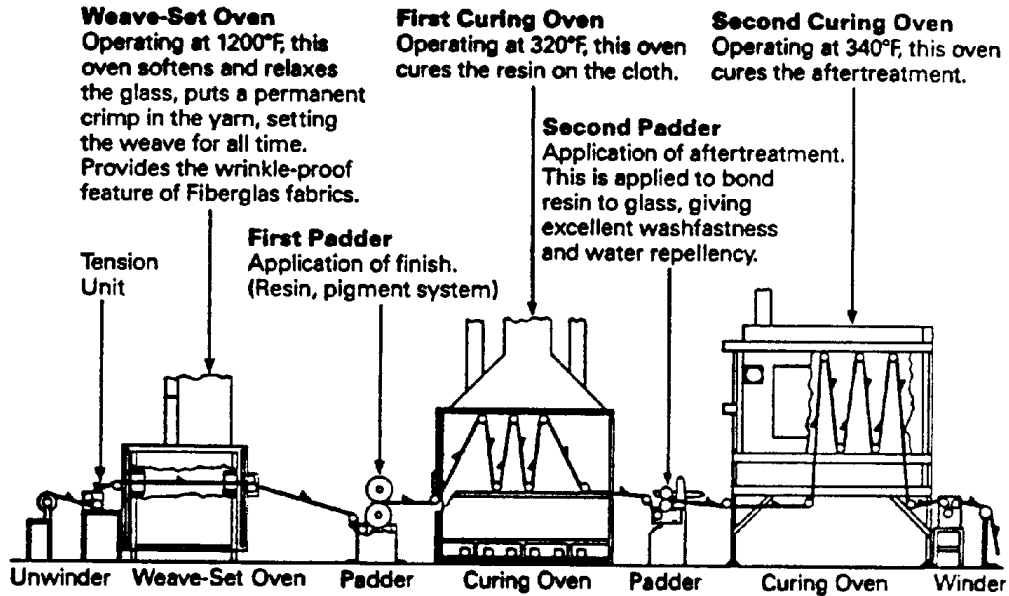 Weave-Set Oven
Operating at 1200°F, this
oven softens and relaxes
the glass, puts a permanent
crimp in the yarn, setting
the weave for all time.
Provides the wrinkle-proof
feature of Fiberglas fabrics.
First Curing Oven
Operating at 320°F, this oven
cures the resin on the cloth.
Second Curing Oven
Operating at 340°F, this oven
cures the aftertreatment.
Second Padder
Application of aftertreatment.
This is applied to bond
resin to glass, giving
excellent washfastness
and water repellency.
First Padder
Application of finish.
(Resin, pigment system)
Tension
Unit
Unwinder
Weave-Set Oven
Padder
Curing Oven
Padder
Curing Oven
Winder